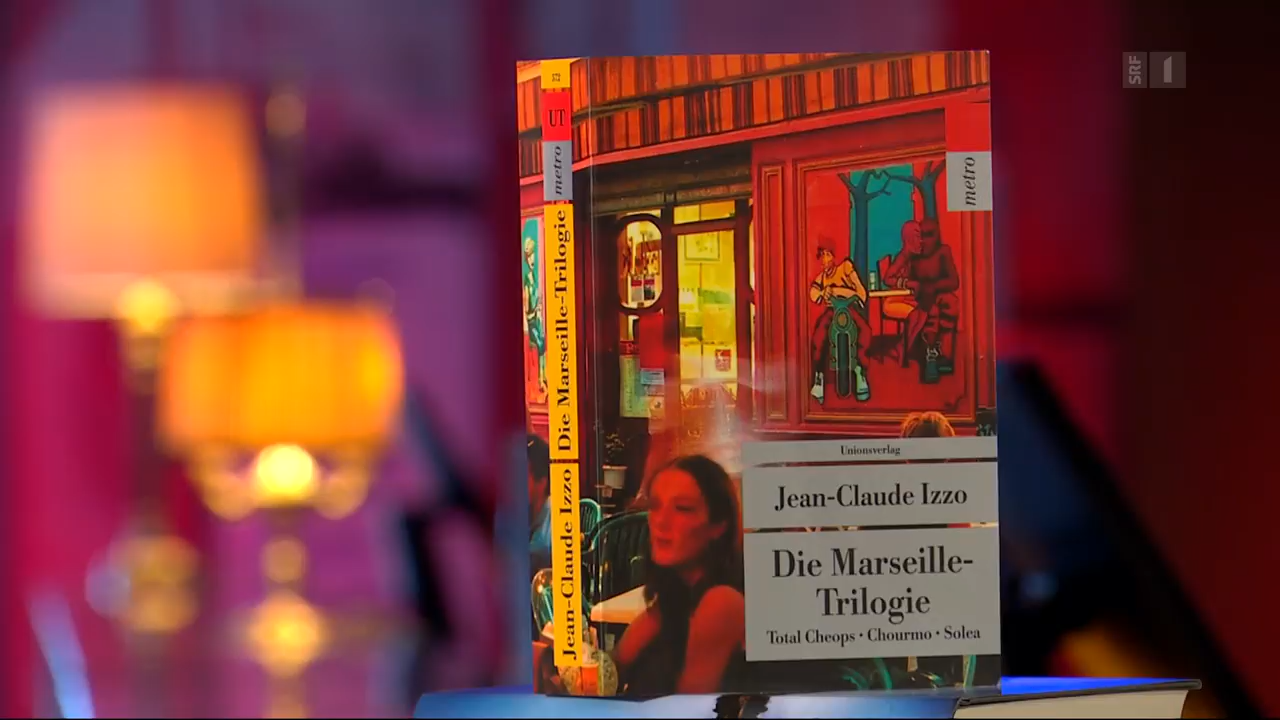 SRF 1
572
UT
metro
Die Marseille-Trilogie
Jean-Claude Izzo
metro
Unionsverlag
Jean-Claude Izzo
Die Marseille-
Trilogie
Total Cheops • Chourmo • Solea